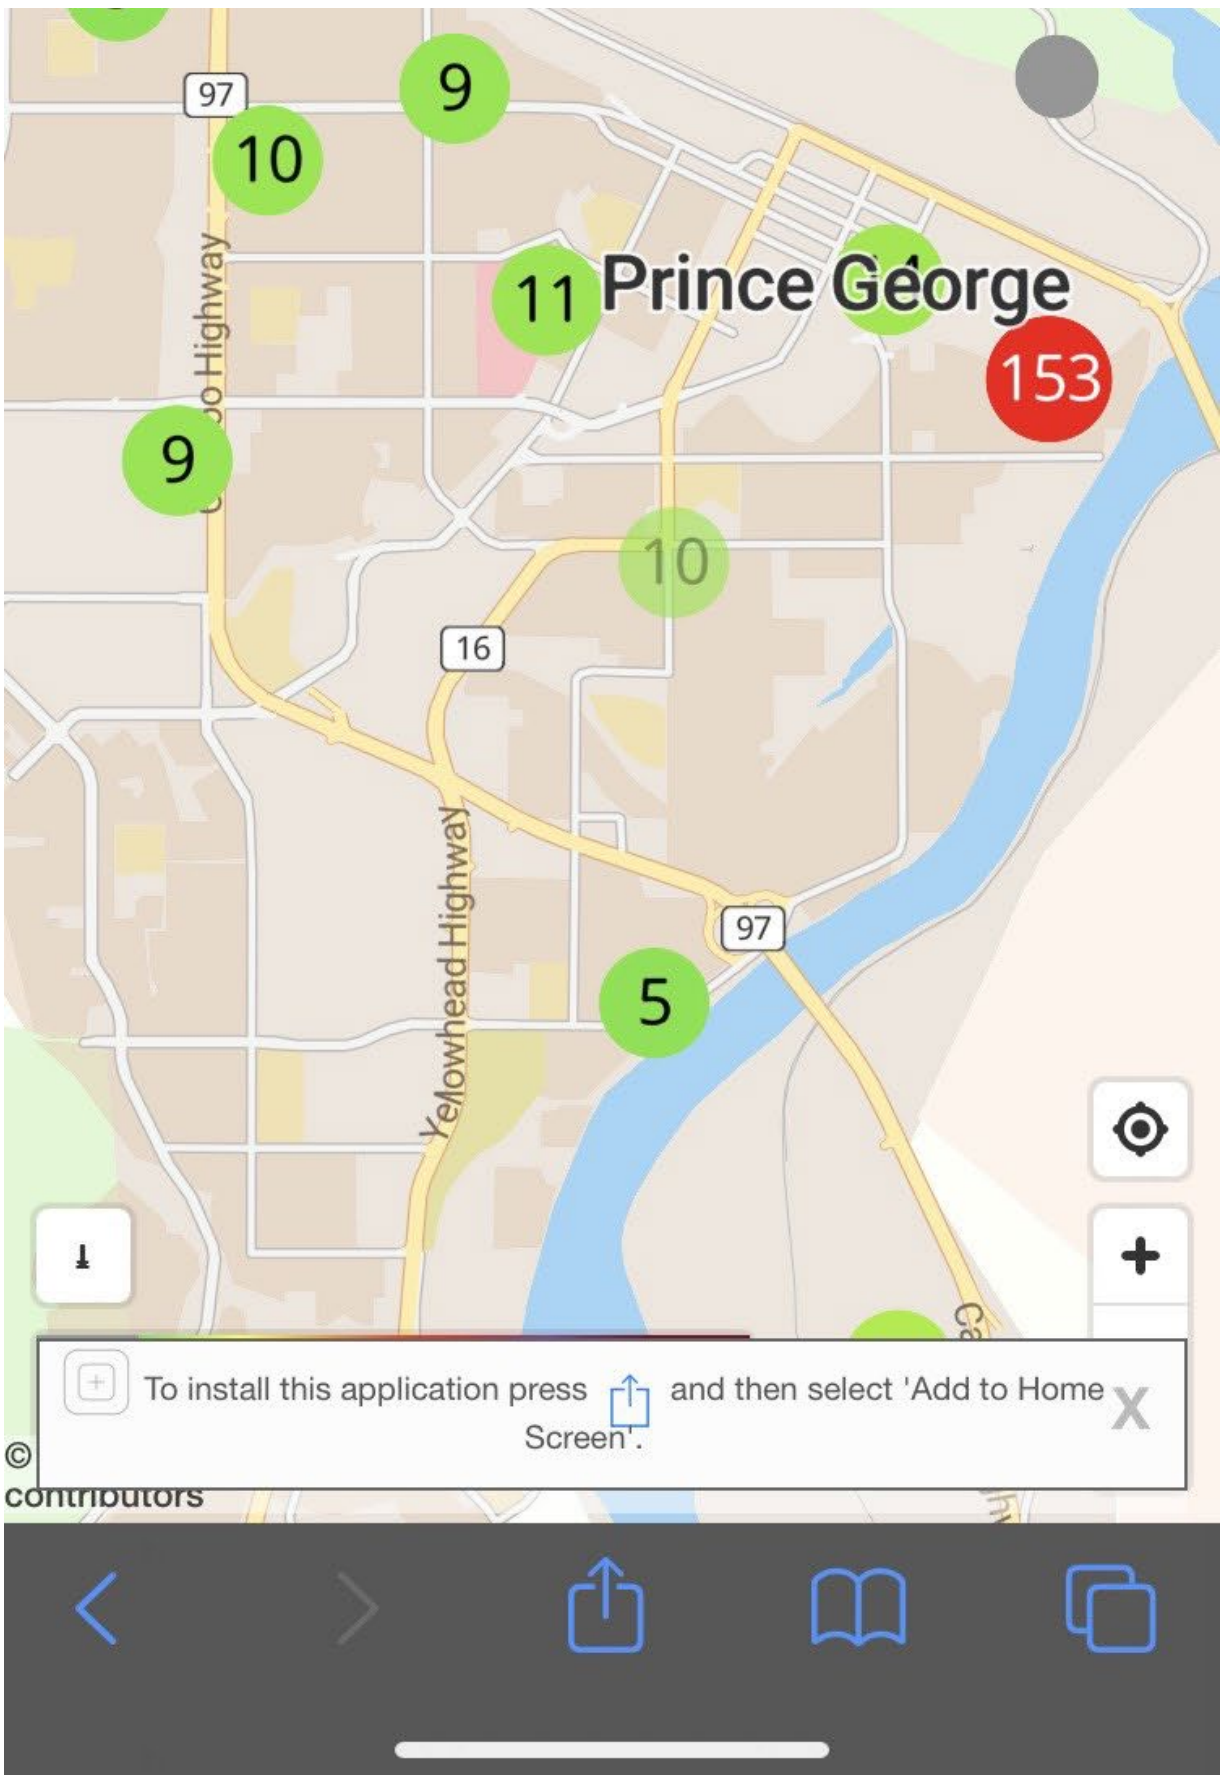 9
97
10
11
Prince George
153
9
10
16
97
Yellowhead Highway
5
To install this application press and then select 'Add to Home
Screen'.
X
©
contributors